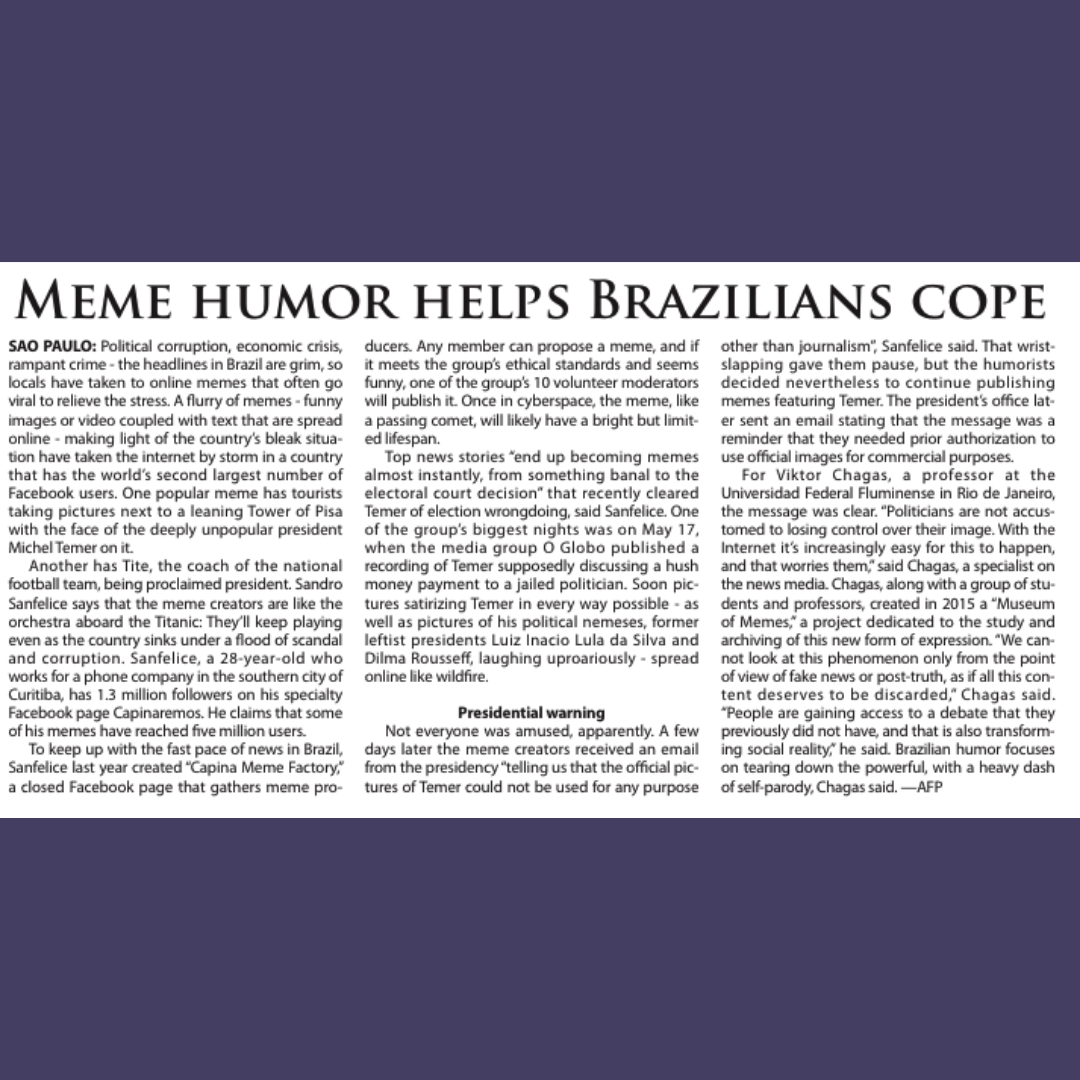 MEME HUMOR HELPS BRAZILIANS COPE
SAO PAULO: Political corruption, economic crisis,
rampant crime - the headlines in Brazil are grim, so
locals have taken to online memes that often go
viral to relieve the stress. A flurry of memes - funny
images or video coupled with text that are spread
online - making light of the country's bleak situa-
tion have taken the internet by storm in a country
that has the world's second largest number of
Facebook users. One popular meme has tourists
taking pictures next to a leaning Tower of Pisa
with the face of the deeply unpopular president
Michel Temer on it.
Another has Tite, the coach of the national
football team, being proclaimed president. Sandro
Sanfelice says that the meme creators are like the
orchestra aboard the Titanic: They'll keep playing
even as the country sinks under a flood of scandal
and corruption. Sanfelice, a 28-year-old who
works for a phone company in the southern city of
Curitiba, has 1.3 million followers on his specialty
Facebook page Capinaremos. He claims that some
of his memes have reached five million users.
To keep up with the fast pace of news in Brazil,
Sanfelice last year created "Capina Meme Factory,"
a closed Facebook page that gathers meme pro-
ducers. Any member can propose a meme, and if
it meets the group's ethical standards and seems
funny, one of the group's 10 volunteer moderators
will publish it. Once in cyberspace, the meme, like
a passing comet, will likely have a bright but limit-
ed lifespan.
Top news stories "end up becoming memes
almost instantly, from something banal to the
electoral court decision" that recently cleared
Temer of election wrongdoing, said Sanfelice. One
of the group's biggest nights was on May 17,
when the media group O Globo published a
recording of Temer supposedly discussing a hush
money payment to a jailed politician. Soon pic-
tures satirizing Temer in every way possible - as
well as pictures of his political nemeses, former
leftist presidents Luiz Inacio Lula da Silva and
Dilma Rousseff, laughing uproariously - spread
online like wildfire.
Presidential warning
Not everyone was amused, apparently. A few
days later the meme creators received an email
from the presidency "telling us that the official pic-
tures of Temer could not be used for any purpose
other than journalism", Sanfelice said. That wrist-
slapping gave them pause, but the humorists
decided nevertheless to continue publishing
memes featuring Temer. The president's office lat-
er sent an email stating that the message was a
reminder that they needed prior authorization to
use official images for commercial purposes.
For Viktor Chagas, a professor at the
Universidad Federal Fluminense in Rio de Janeiro,
the message was clear. "Politicians are not accus-
tomed to losing control over their image. With the
Internet it's increasingly easy for this to happen,
and that worries them," said Chagas, a specialist on
the news media. Chagas, along with a group of stu-
dents and professors, created in 2015 a "Museum
of Memes," a project dedicated to the study and
archiving of this new form of expression. "We can-
not look at this phenomenon only from the point
of view of fake news or post-truth, as if all this con-
tent deserves to be discarded," Chagas said.
"People are gaining access to a debate that they
previously did not have, and that is also transform-
ing social reality," he said. Brazilian humor focuses
on tearing down the powerful, with a heavy dash
of self-parody, Chagas said. —AFP